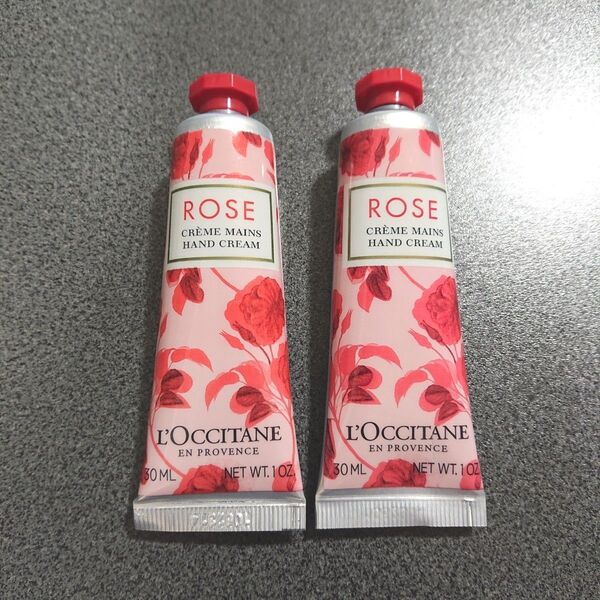 ROSE
CRÈME MAINS
HAND CREAM
L'OCCITANE
EN PROVENCE
30 ML NET WT. 1 OZ.
ROSE
CRÈME MAINS
HAND CREAM
L'OCCITANE
EN PROVENCE
30 ML NET WT. 1 OZ